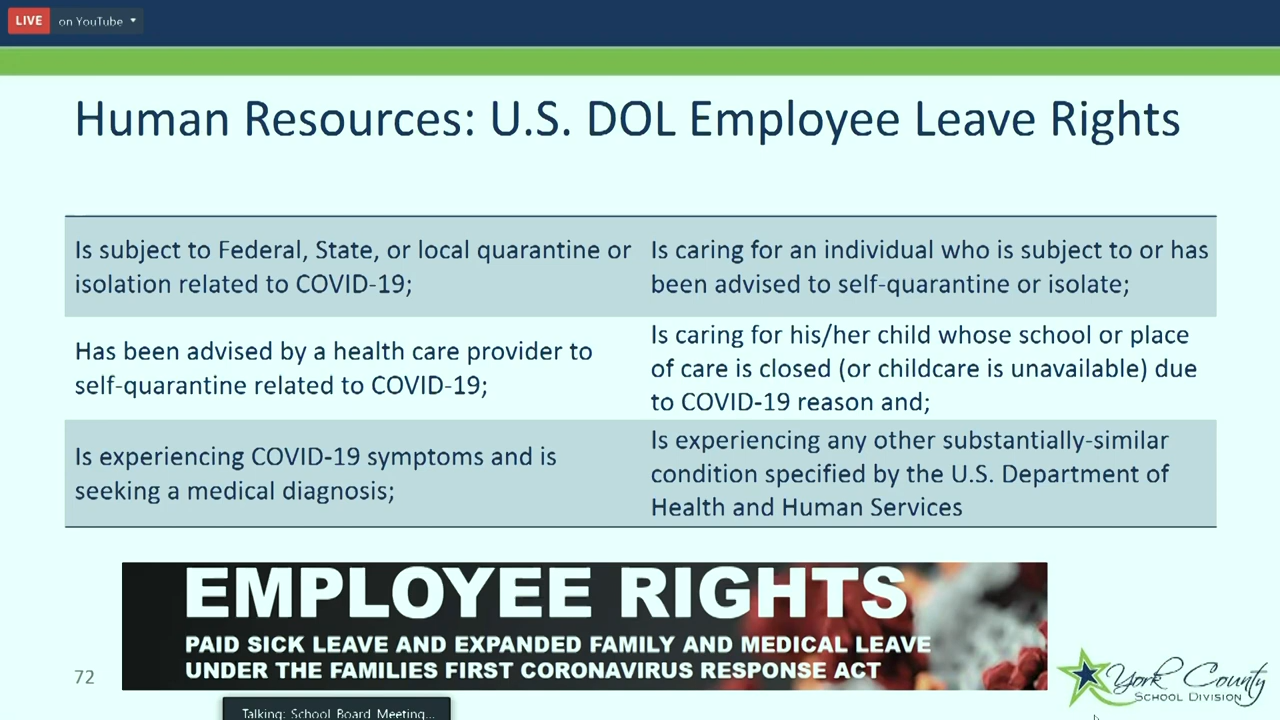 LIVE on YouTube
Human Resources: U.S. DOL Employee Leave Rights
Is subject to Federal, State, or local quarantine or
isolation related to COVID-19;
Is caring for an individual who is subject to or has
been advised to self-quarantine or isolate;
Has been advised by a health care provider to
self-quarantine related to COVID-19;
Is caring for his/her child whose school or place
of care is closed (or childcare is unavailable) due
to COVID-19 reason and;
Is experiencing COVID-19 symptoms and is
seeking a medical diagnosis;
Is experiencing any other substantially-similar
condition specified by the U.S. Department of
Health and Human Services
EMPLOYEE RIGHTS
PAID SICK LEAVE AND EXPANDED FAMILY AND MEDICAL LEAVE
UNDER THE FAMILIES FIRST CORONAVIRUS RESPONSE ACT
72
York County
SCHOOL DIVISION
Talking: School Board Meeting...